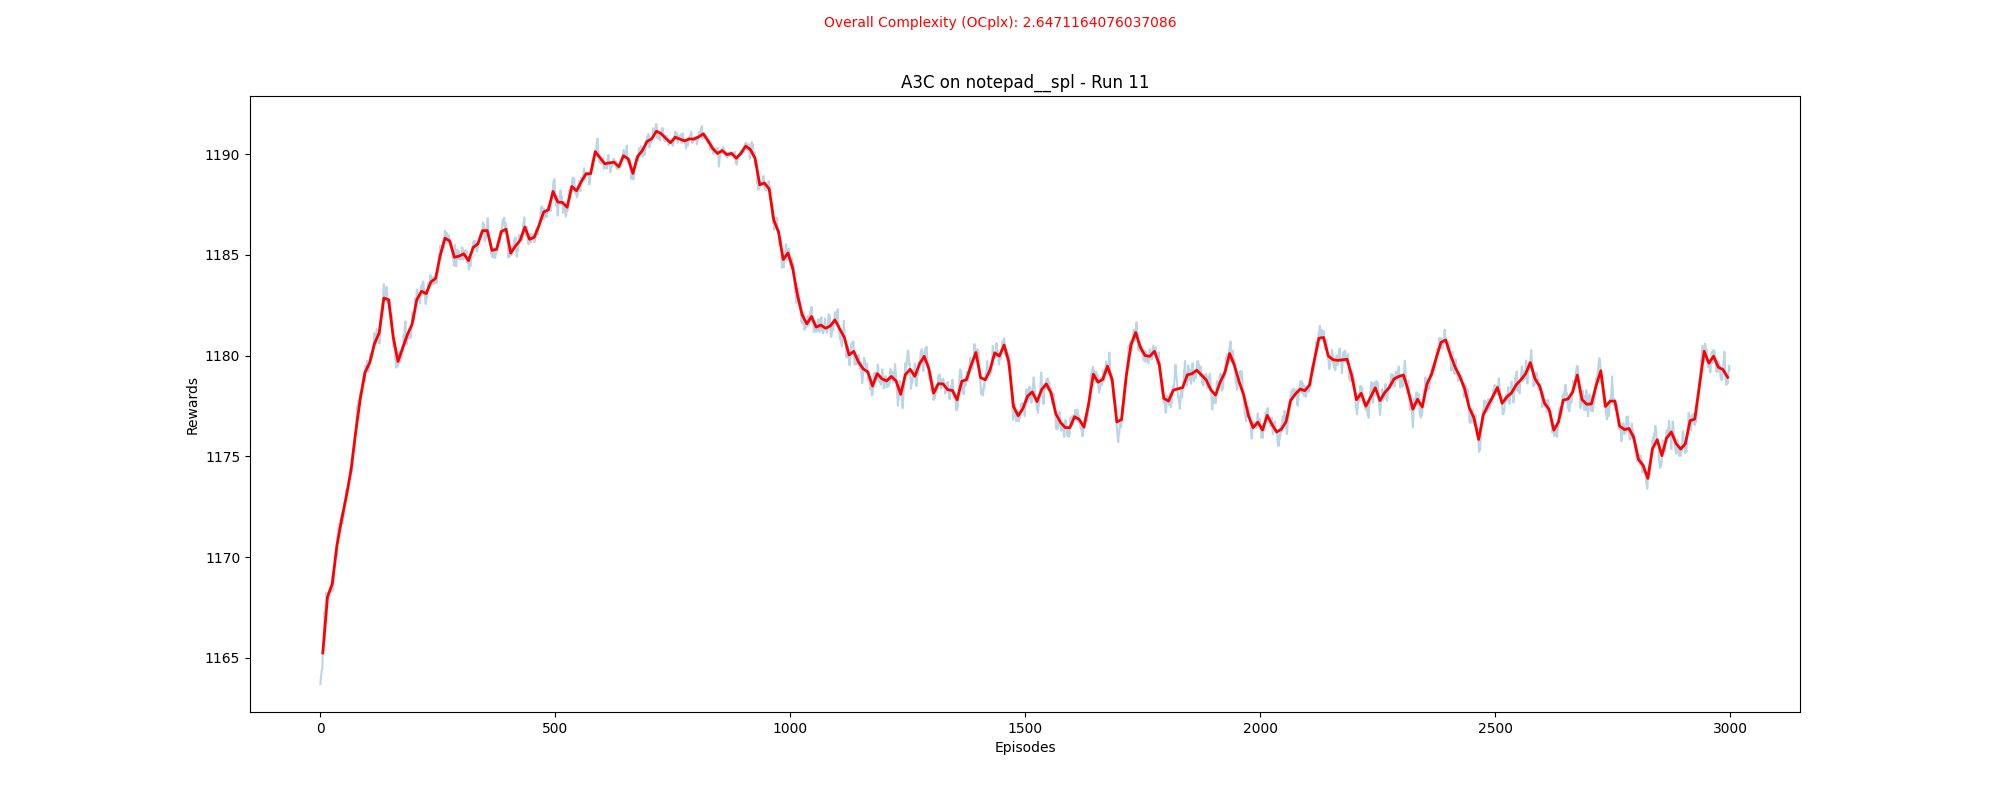 Overall Complexity (OCplx): 2.6471164076037086
A3C on notepad__spl - Run 11
Rewards
1190
1185
1180
1175
1170
1165
0 500 1000 1500 2000 2500 3000
Episodes